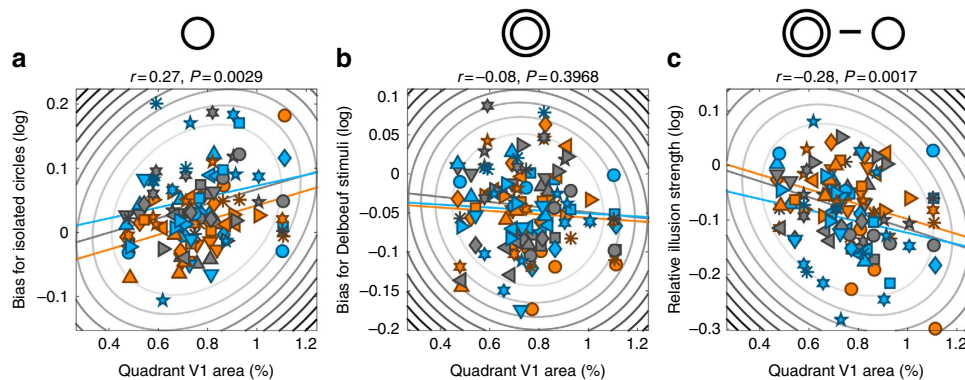 a
r=0.27, P=0.0029
Bias for isolated circles (log)
0.2
0.1
0
−0.1
0.4 0.6 0.8 1 1.2
Quadrant V1 area (%)
b
r=−0.08, P=0.3968
Bias for Delboeuf stimuli (log)
0.1
0.05
0
−0.05
−0.1
−0.15
−0.2
0.4 0.6 0.8 1 1.2
Quadrant V1 area (%)
c
r=−0.28, P=0.0017
Relative illusion strength (log)
0.1
0
−0.1
−0.2
−0.3
0.4 0.6 0.8 1 1.2
Quadrant V1 area (%)